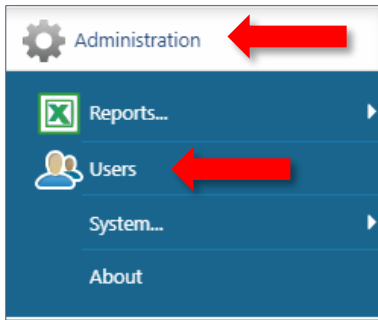 Administration
Reports...
Users
System...
About